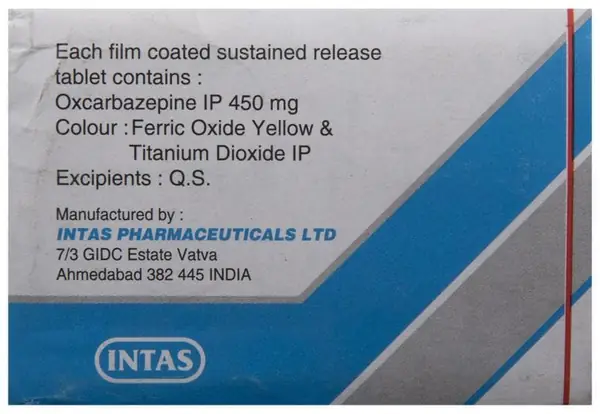 Each film coated sustained release
tablet contains :
Oxcarbazepine IP 450 mg
Colour : Ferric Oxide Yellow &
Titanium Dioxide IP
Excipients : Q.S.
Manufactured by :
INTAS PHARMACEUTICALS LTD
7/3 GIDC Estate Vatva
Ahmedabad 382 445 INDIA
INTAS